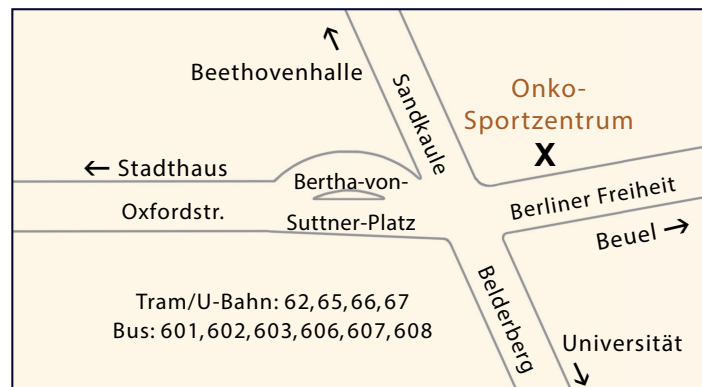 Beethovenhalle
Sandkaule
Onko-
Sportzentrum
X
← Stadthaus
Bertha-von-
Suttner-Platz
Oxfordstr.
Berliner Freiheit
Beuel →
Tram/U-Bahn: 62,65,66,67
Bus: 601,602,603,606,607,608
Belderberg
Universität